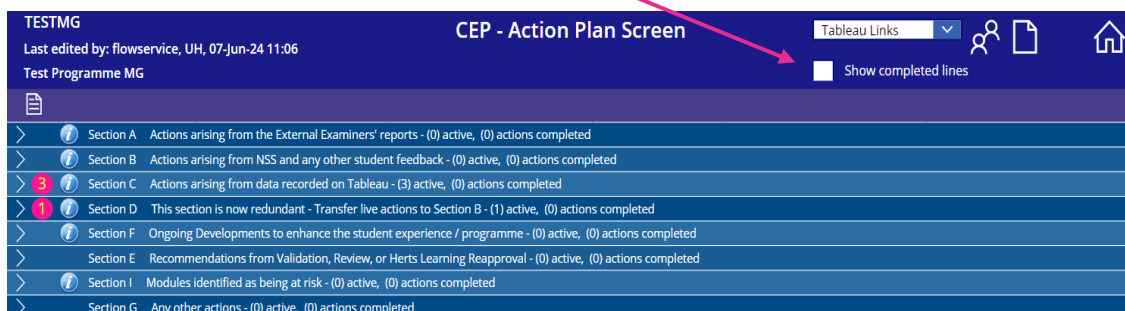 TESTMG
CEP - Action Plan Screen
Tableau Links
Last edited by: flowservice, UH, 07-Jun-24 11:06
Test Programme MG
Show completed lines
Section A Actions arising from the External Examiners' reports - (0) active, (0) actions completed
Section B Actions arising from NSS and any other student feedback - (0) active, (0) actions completed
3 Section C Actions arising from data recorded on Tableau - (3) active, (0) actions completed
1 Section D This section is now redundant - Transfer live actions to Section B - (1) active, (0) actions completed
Section F Ongoing Developments to enhance the student experience / programme - (0) active, (0) actions completed
Section E Recommendations from Validation, Review, or Herts Learning Reapproval - (0) active, (0) actions completed
Section I Modules identified as being at risk - (0) active, (0) actions completed
Section G Any other actions - (0) active, (0) actions completed